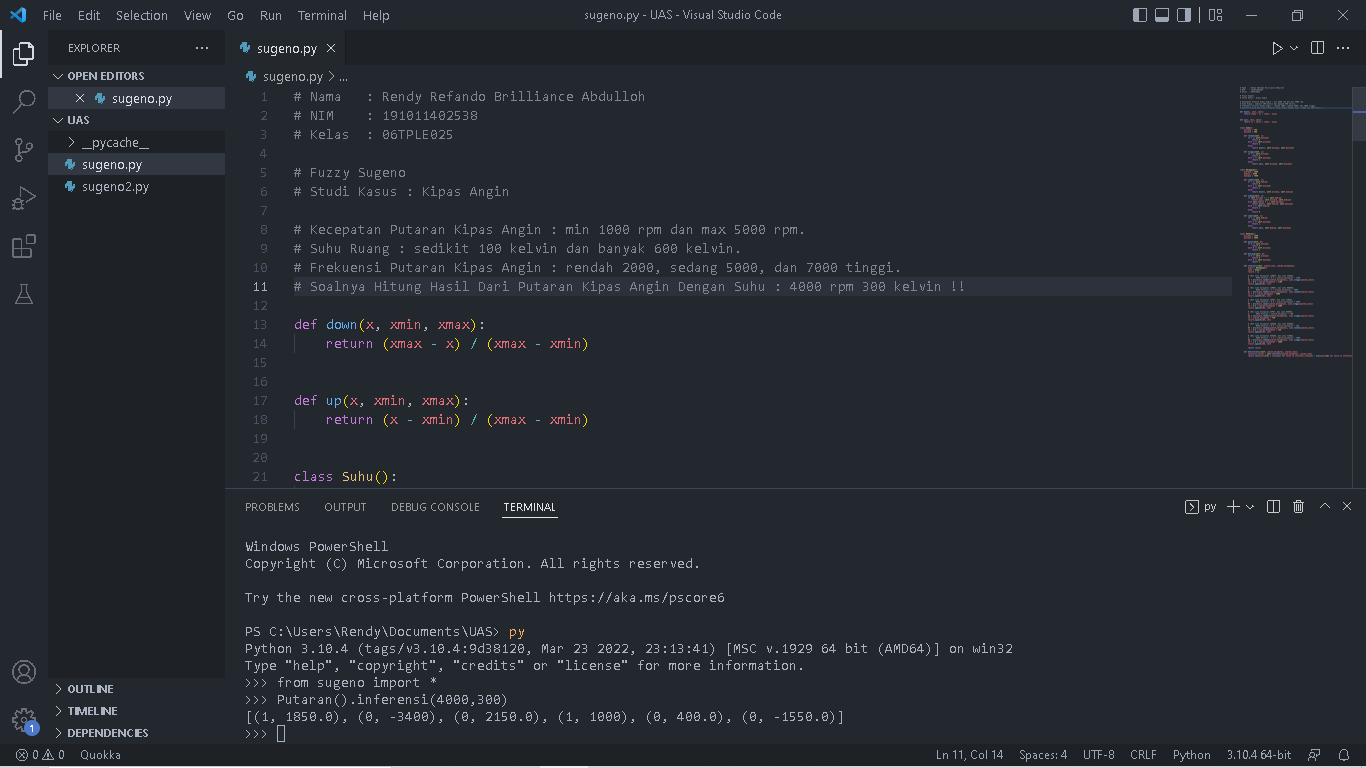 File Edit Selection View Go Run Terminal Help
sugeno.py - UAS - Visual Studio Code
EXPLORER
OPEN EDITORS
sugeno.py
UAS
__pycache__
sugeno.py
sugeno2.py
OUTLINE
TIMELINE
DEPENDENCIES
sugeno.py
sugeno.py > ...
1 # Nama : Rendy Refando Brilliance Abdulloh
2 # NIM : 191011402538
3 # Kelas : 06TPLE025
4
5 # Fuzzy Sugeno
6 # Studi Kasus : Kipas Angin
7
8 # Kecepatan Putaran Kipas Angin : min 1000 rpm dan max 5000 rpm.
9 # Suhu Ruang : sedikit 100 kelvin dan banyak 600 kelvin.
10 # Frekuensi Putaran Kipas Angin : rendah 2000, sedang 5000, dan 7000 tinggi.
11 # Soalnya Hitung Hasil Dari Putaran Kipas Angin Dengan Suhu : 4000 rpm 300 kelvin !!
12
13 def down(x, xmin, xmax):
14 return (xmax - x) / (xmax - xmin)
15
16
17 def up(x, xmin, xmax):
18 return (x - xmin) / (xmax - xmin)
19
20
21 class Suhu():
PROBLEMS OUTPUT DEBUG CONSOLE TERMINAL
py
Windows PowerShell
Copyright (C) Microsoft Corporation. All rights reserved.
Try the new cross-platform PowerShell https://aka.ms/pscore6
PS C:\Users\Rendy\Documents\UAS> py
Python 3.10.4 (tags/v3.10.4:9d38120, Mar 23 2022, 23:13:41) [MSC v.1929 64 bit (AMD64)] on win32
Type "help", "copyright", "credits" or "license" for more information.
>>> from sugeno import *
>>> Putaran().inferensi(4000,300)
[(1, 1850.0), (0, -3400), (0, 2150.0), (1, 1000), (0, 400.0), (0, -1550.0)]
>>>
1
0 0 Quokka
Ln 11, Col 14 Spaces: 4 UTF-8 CRLF Python 3.10.4 64-bit